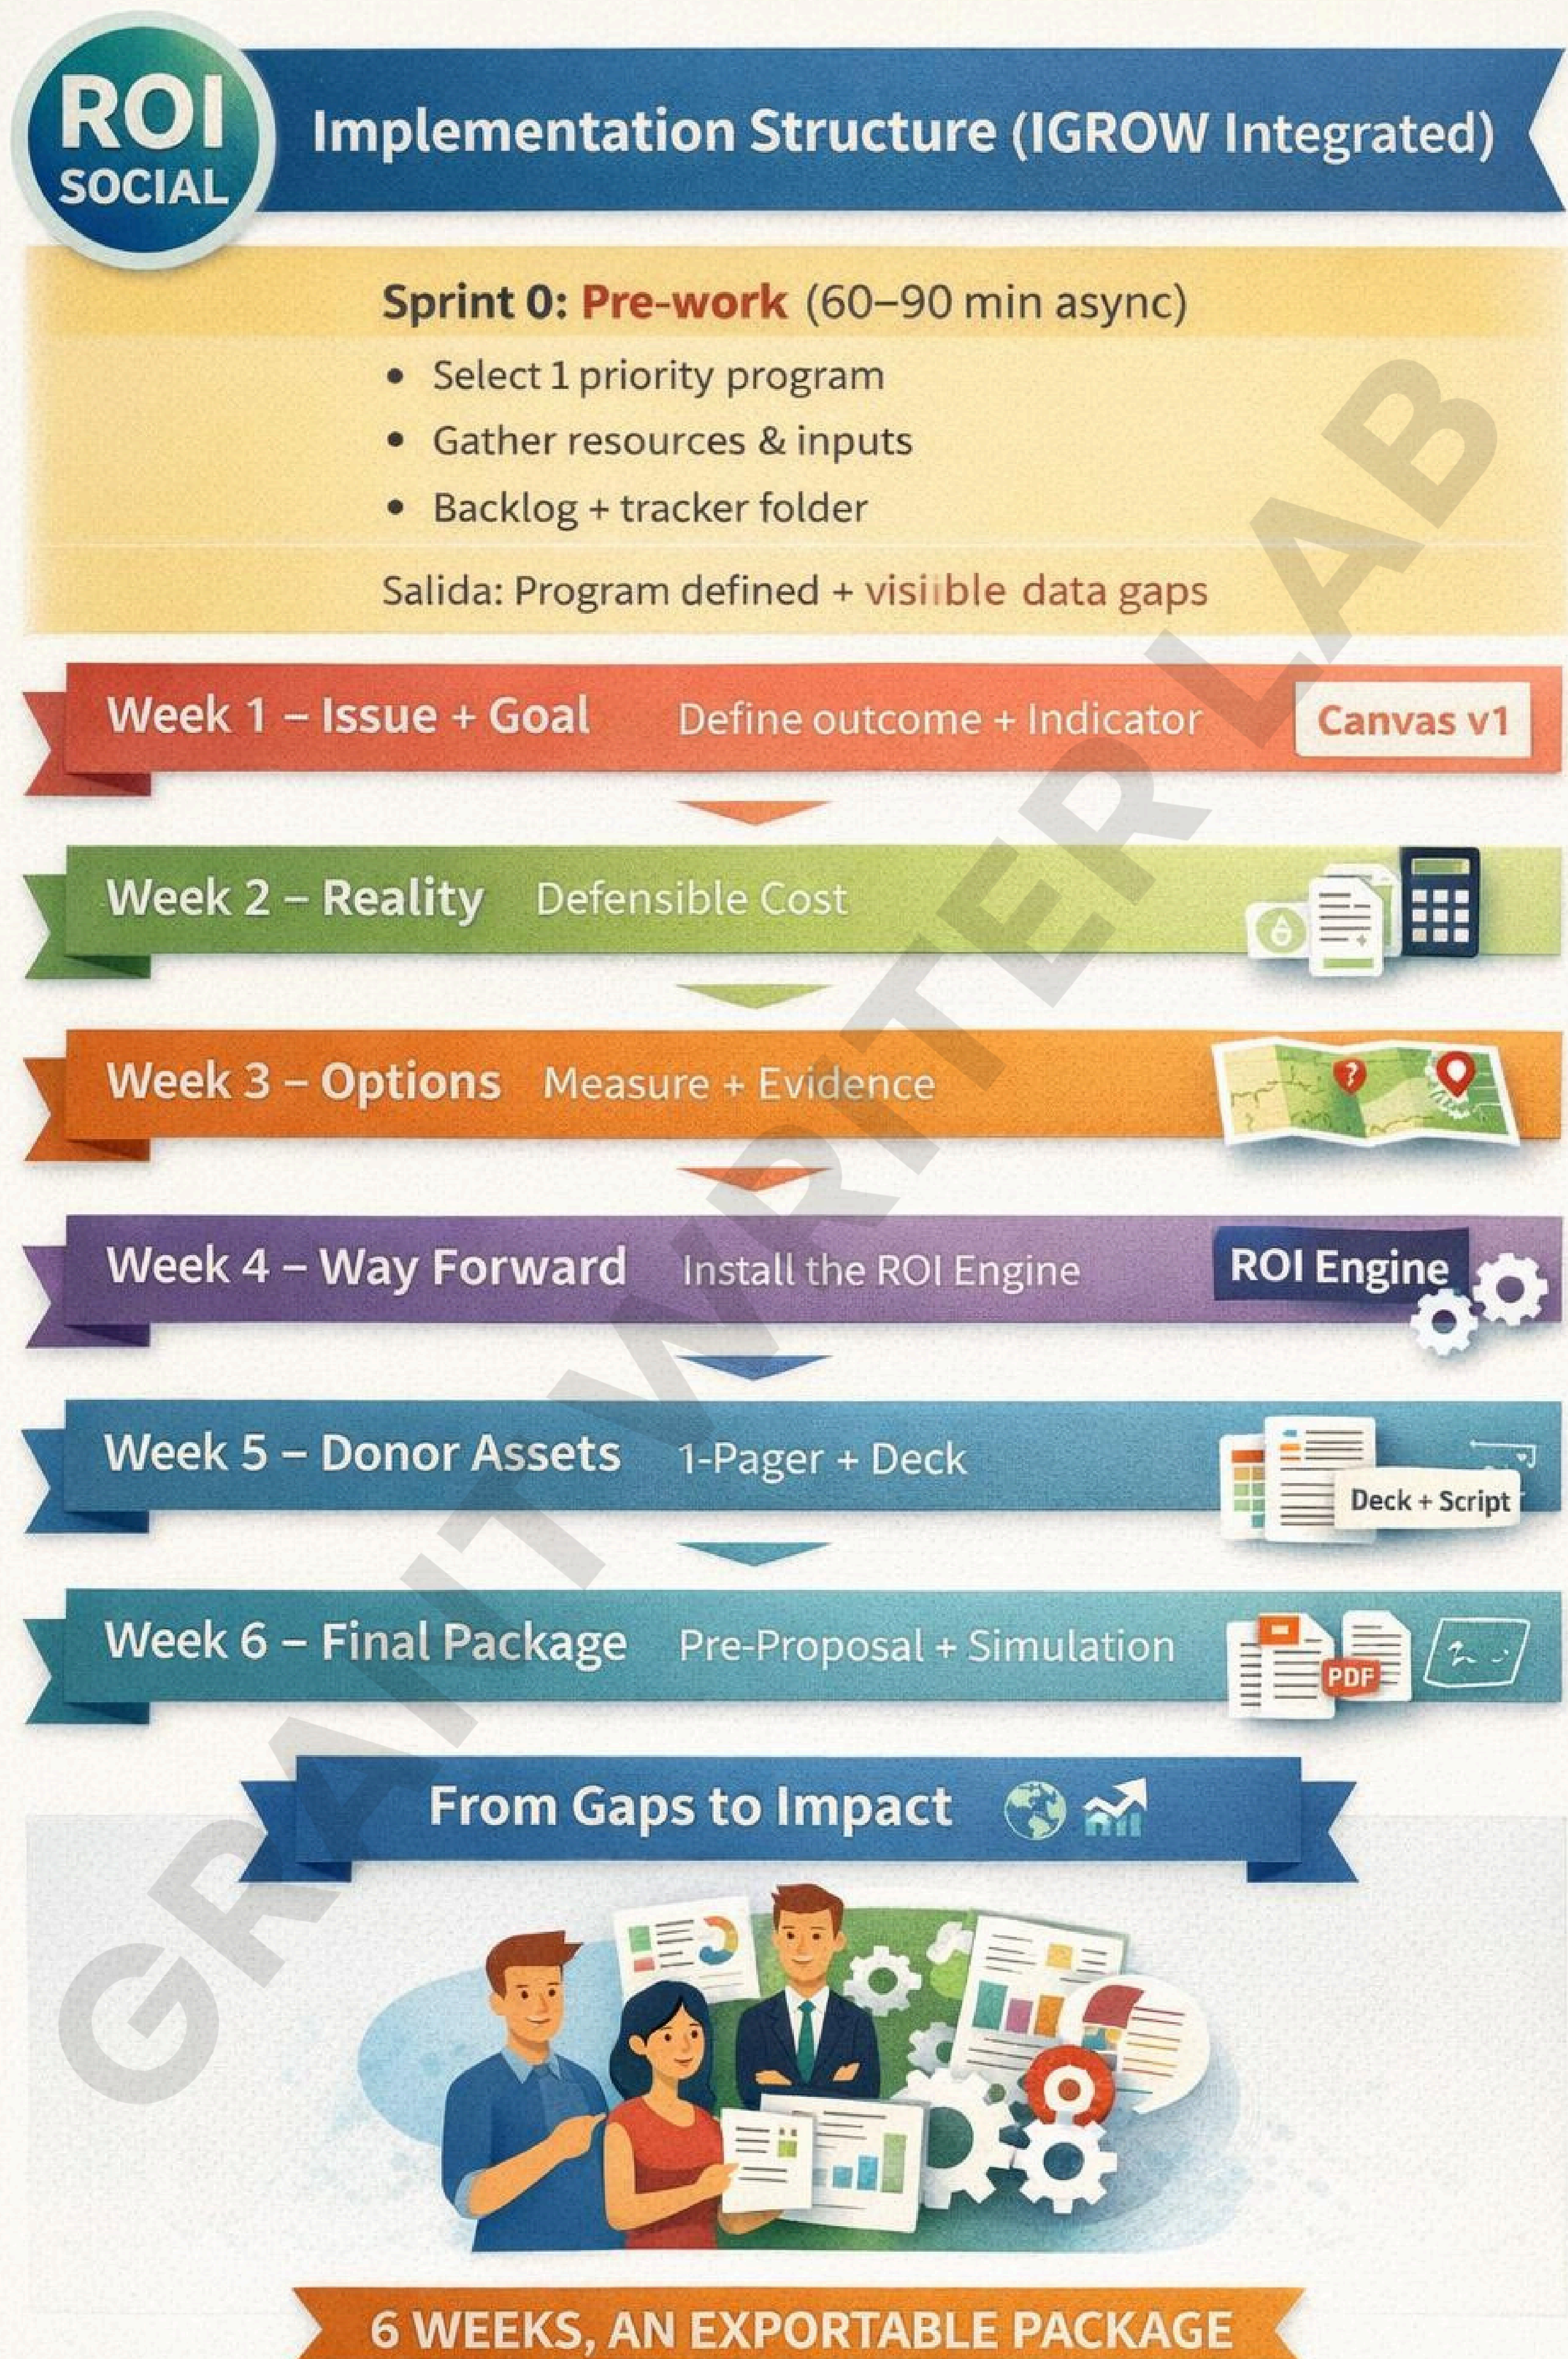 ROI
SOCIAL
Implementation Structure (IGROW Integrated)
Sprint 0: Pre-work (60–90 min async)
• Select 1 priority program
• Gather resources & inputs
• Backlog + tracker folder
Salida: Program defined + visiible data gaps
Week 1 – Issue + Goal Define outcome + Indicator Canvas v1
Week 2 – Reality Defensible Cost
Week 3 – Options Measure + Evidence
Week 4 – Way Forward Install the ROI Engine ROI Engine
Week 5 – Donor Assets 1-Pager + Deck Deck + Script
Week 6 – Final Package Pre-Proposal + Simulation PDF
From Gaps to Impact
6 WEEKS, AN EXPORTABLE PACKAGE
GRAIT WRITER LAB